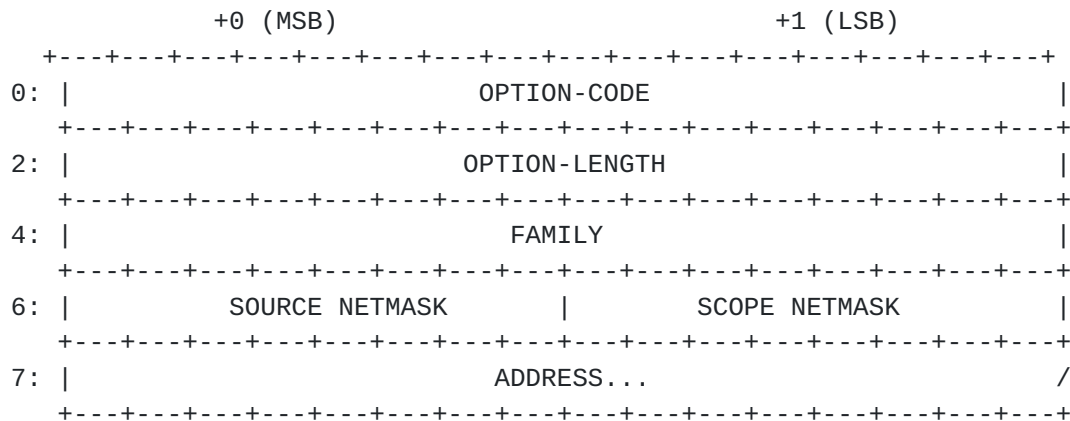 +0 (MSB)                            +1 (LSB)
+---+---+---+---+---+---+---+---+---+---+---+---+---+---+---+---+
0: |                          OPTION-CODE                          |
+---+---+---+---+---+---+---+---+---+---+---+---+---+---+---+---+
2: |                         OPTION-LENGTH                         |
+---+---+---+---+---+---+---+---+---+---+---+---+---+---+---+---+
4: |                            FAMILY                             |
+---+---+---+---+---+---+---+---+---+---+---+---+---+---+---+---+
6: |          SOURCE NETMASK       |        SCOPE NETMASK          |
+---+---+---+---+---+---+---+---+---+---+---+---+---+---+---+---+
7: |                           ADDRESS...                          /
+---+---+---+---+---+---+---+---+---+---+---+---+---+---+---+---+